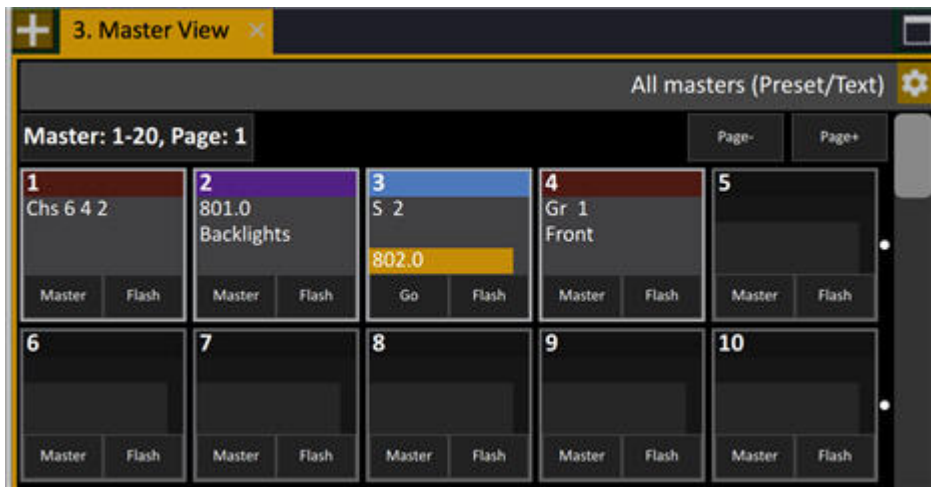 3. Master View
All masters (Preset/Text)
Master: 1-20, Page: 1
Page-
Page+
1
2
3
4
5
Chs 6 4 2
801.0
S 2
Gr 1
Backlights
Front
802.0
Master
Flash
Master
Flash
Go
Flash
Master
Flash
Master
Flash
6
7
8
9
10
Master
Flash
Master
Flash
Master
Flash
Master
Flash
Master
Flash